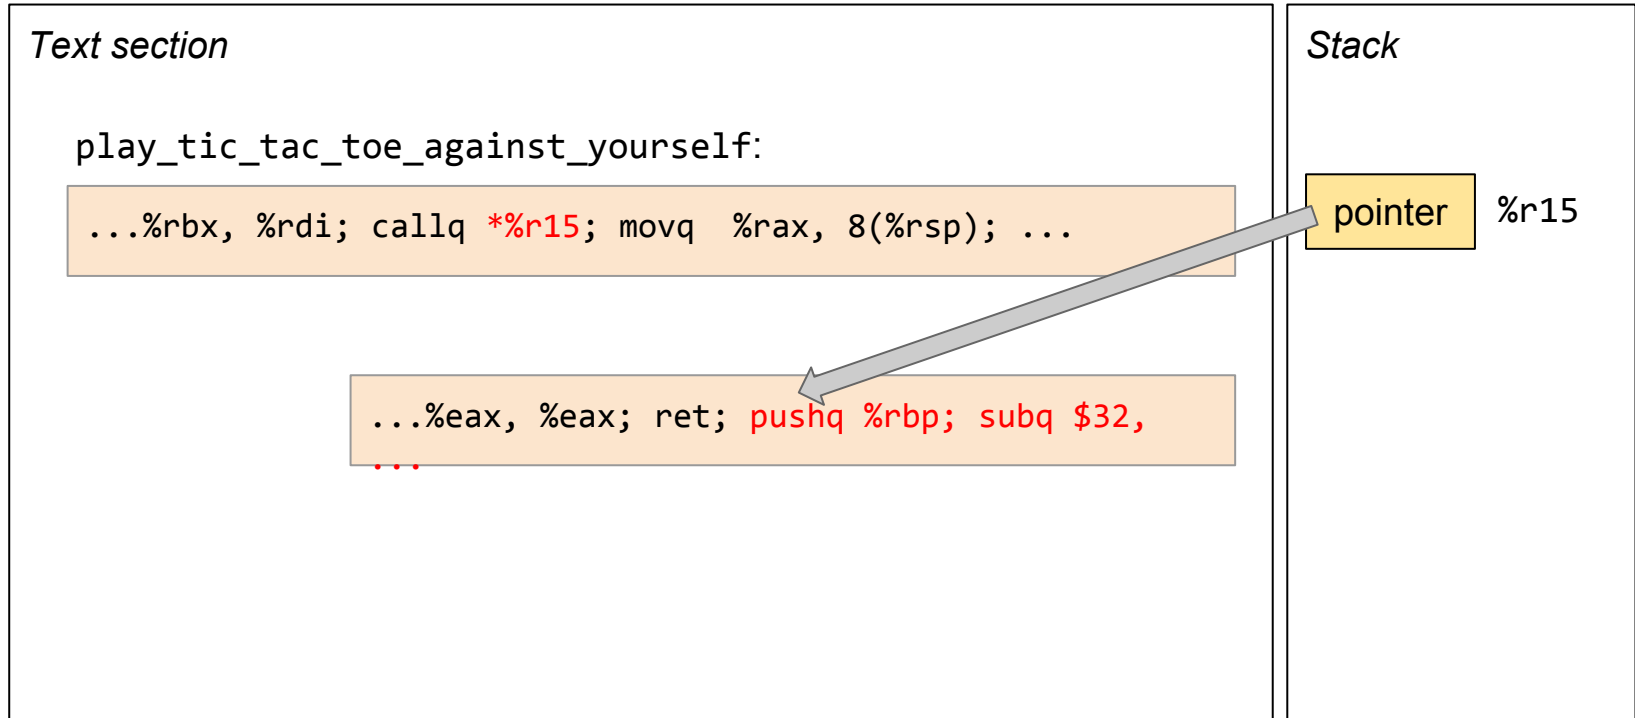 Text section
Stack
play_tic_tac_toe_against_yourself:
...%rbx, %rdi; callq *%r15; movq  %rax, 8(%rsp); ...
pointer
%r15
...%eax, %eax; ret; pushq %rbp; subq $32,
...